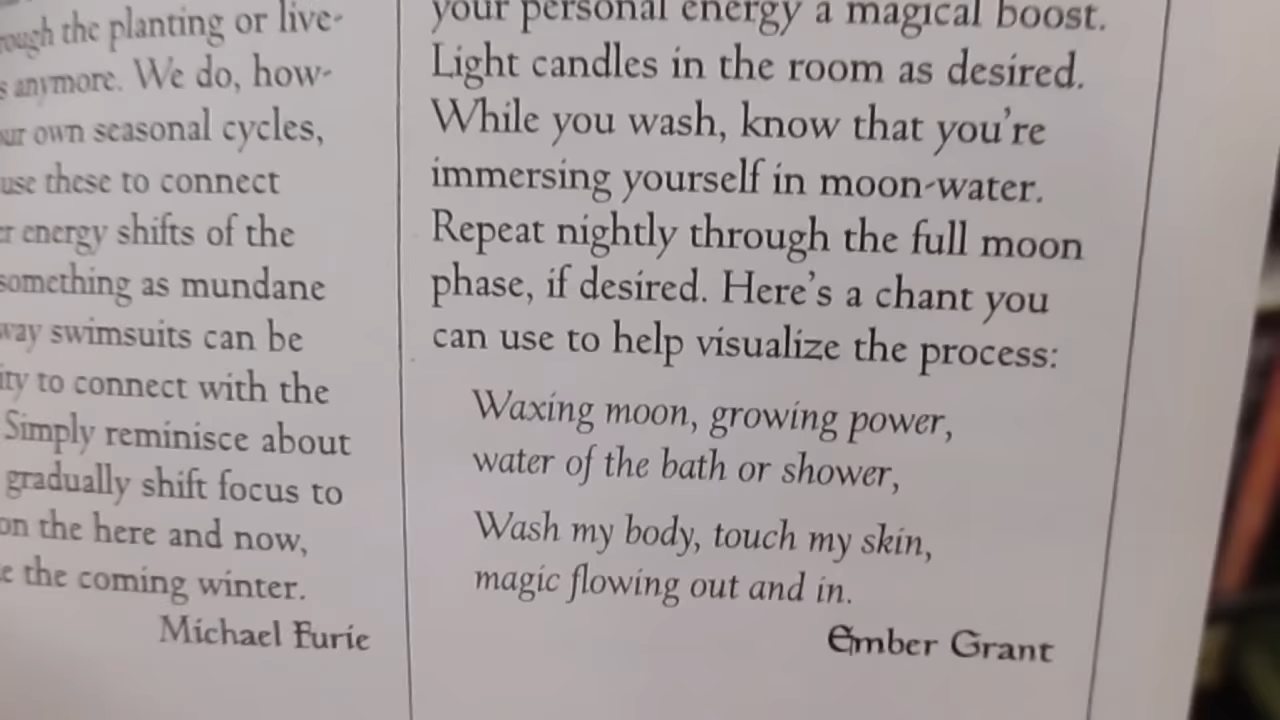 the planting or live-
anymore. We do, how-
own seasonal cycles,
use these to connect
energy shifts of the
something as mundane
way swimsuits can be
to connect with the
Simply reminisce about
gradually shift focus to
on the here and now,
the coming winter.
Michael Furie
your personal energy a magical boost.
Light candles in the room as desired.
While you wash, know that you're
immersing yourself in moon-water.
Repeat nightly through the full moon
phase, if desired. Here's a chant you
can use to help visualize the process:
Waxing moon, growing power,
water of the bath or shower,
Wash my body, touch my skin,
magic flowing out and in.
Ember Grant